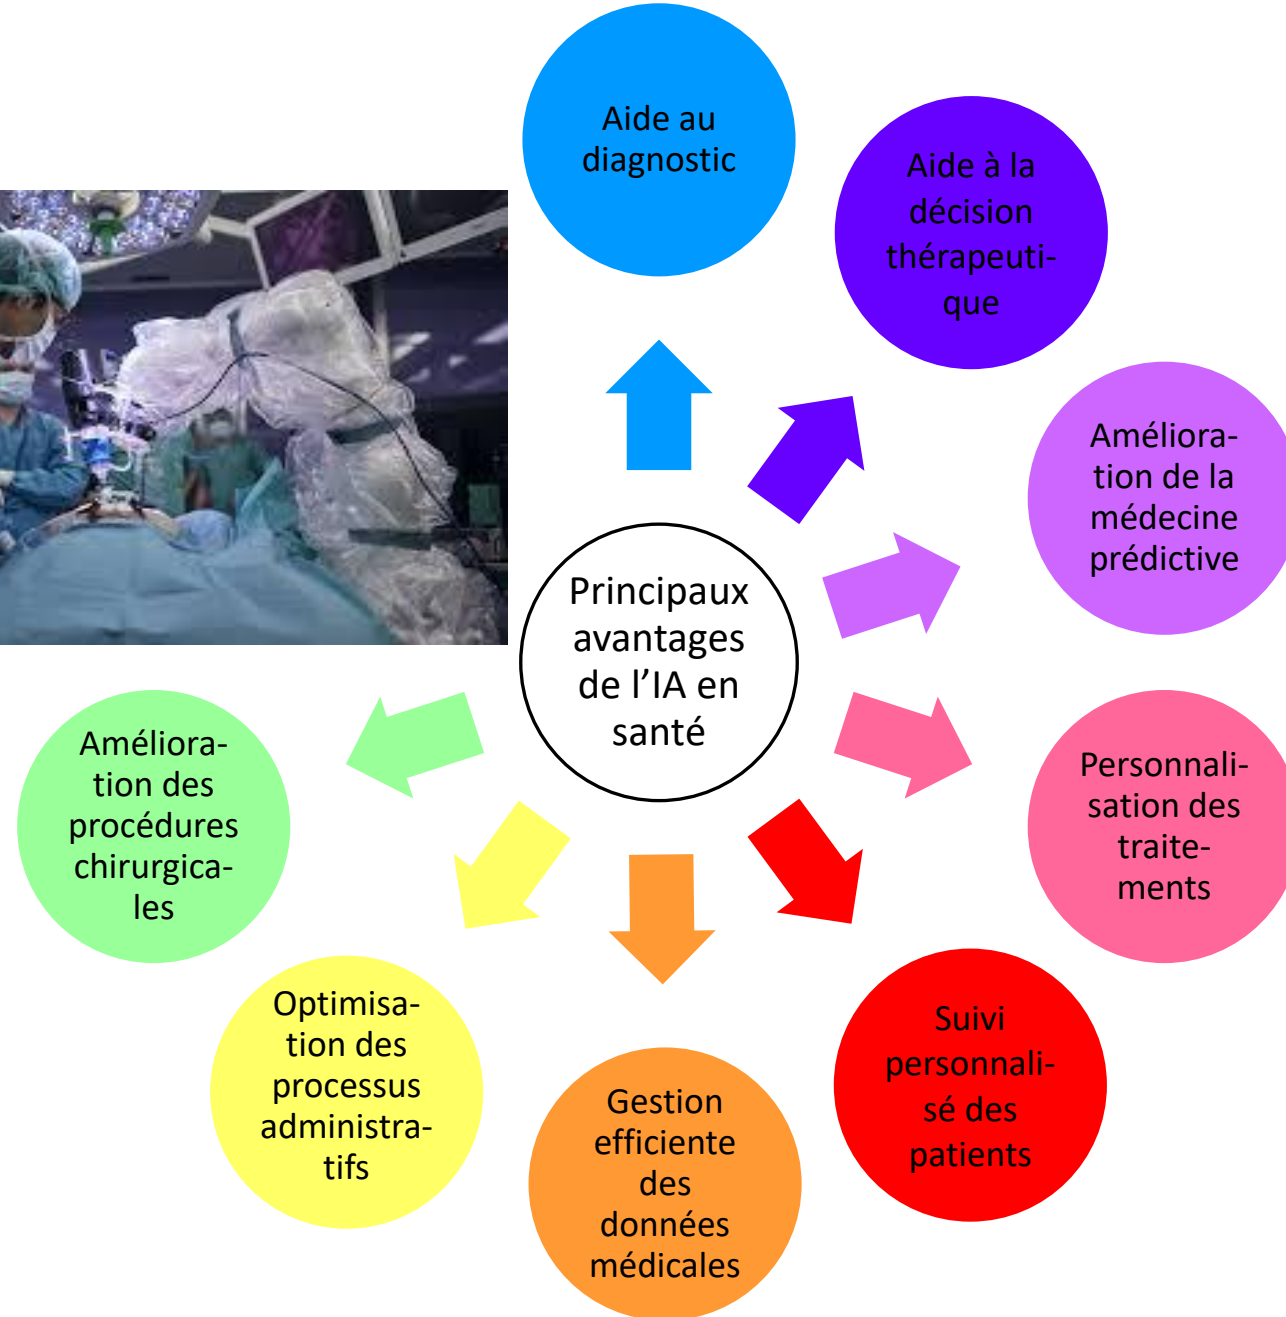 Aide au
diagnostic
Aide à la
décision
thérapeuti-
que
Améliora-
tion de la
médecine
prédictive
Principaux
avantages
de l’IA en
santé
Personnali-
sation des
traite-
ments
Suivi
personnali-
sé des
patients
Gestion
efficiente
des
données
médicales
Optimisa-
tion des
processus
administra-
tifs
Améliora-
tion des
procédures
chirurgica-
les